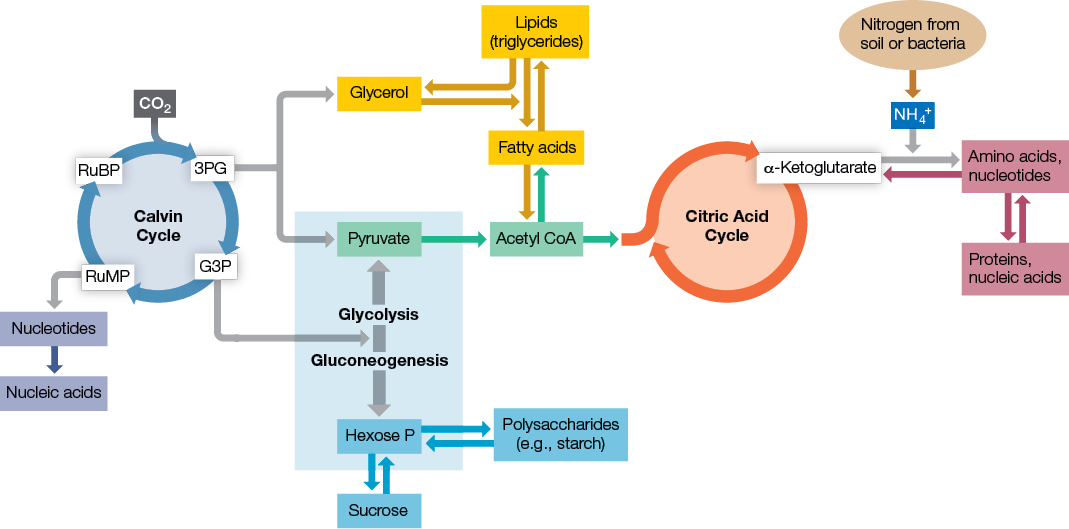 Lipids
(triglycerides)
Nitrogen from
soil or bacteria
Glycerol
CO₂
NH₄⁺
Fatty acids
RuBP
3PG
α-Ketoglutarate
Amino acids,
nucleotides
Calvin
Cycle
Pyruvate
Acetyl CoA
Citric Acid
Cycle
RuMP
G3P
Proteins,
nucleic acids
Glycolysis
Nucleotides
Gluconeogenesis
Nucleic acids
Hexose P
Polysaccharides
(e.g., starch)
Sucrose